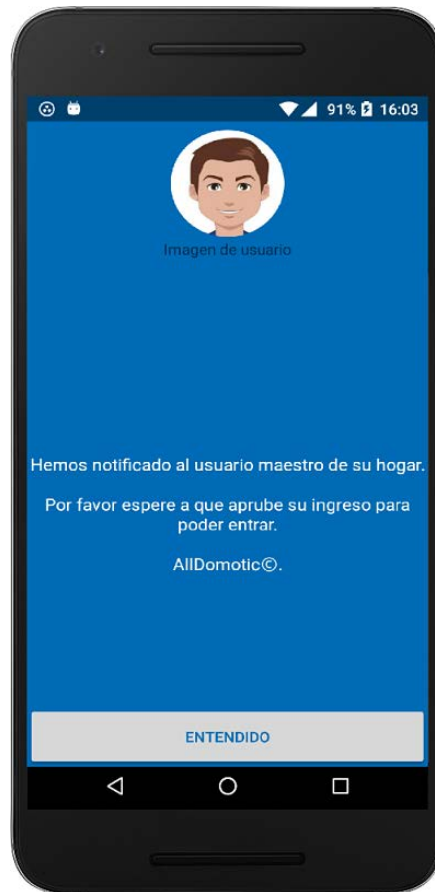 91% 16:03
Imagen de usuario
Hemos notificado al usuario maestro de su hogar.
Por favor espere a que aprube su ingreso para
poder entrar.
AllDomotic©.
ENTENDIDO